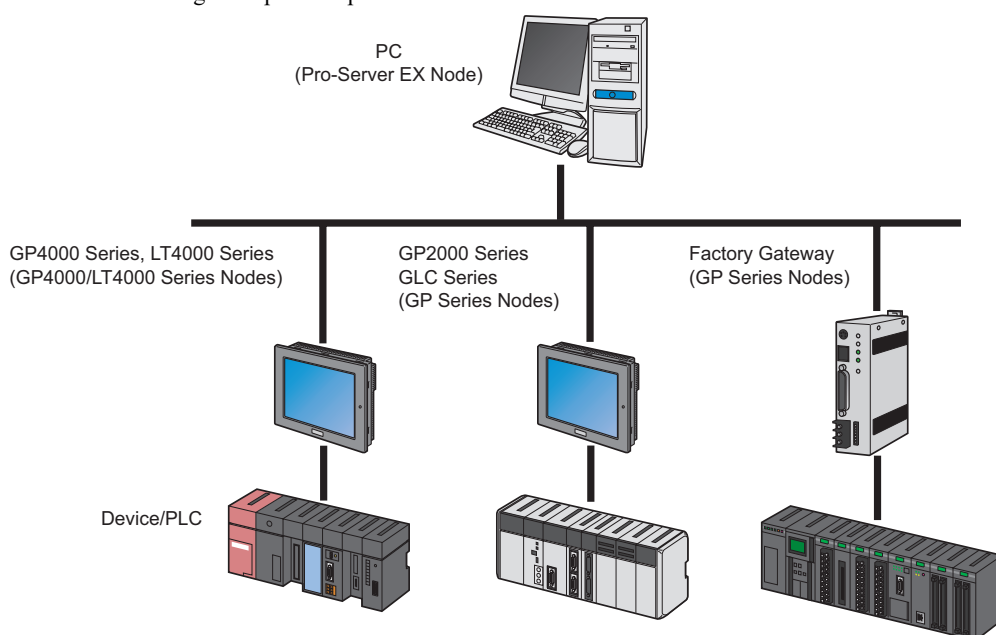 PC
(Pro-Server EX Node)
GP4000 Series, LT4000 Series
(GP4000/LT4000 Series Nodes)
GP2000 Series
GLC Series
(GP Series Nodes)
Factory Gateway
(GP Series Nodes)
Device/PLC